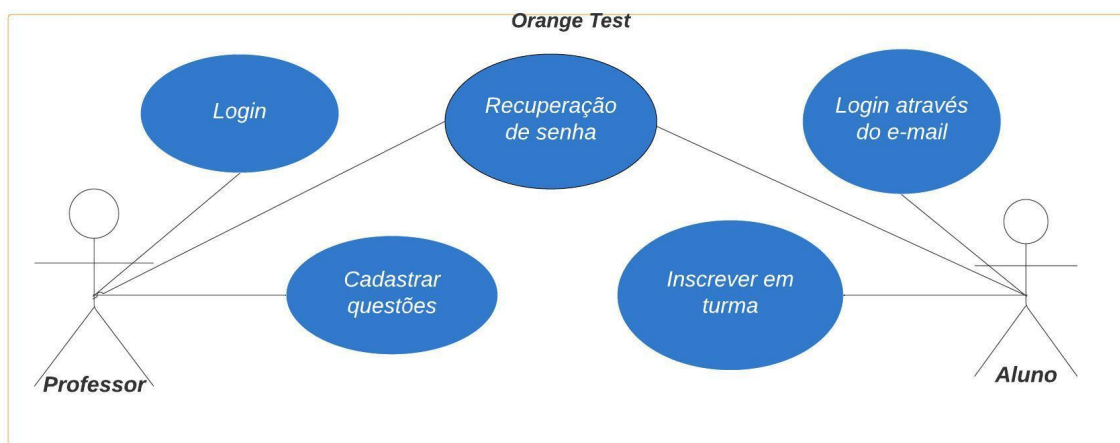 Orange Test
Login
Recuperação
de senha
Login através
do e-mail
Cadastrar
questões
Inscrever em
turma
Professor
Aluno